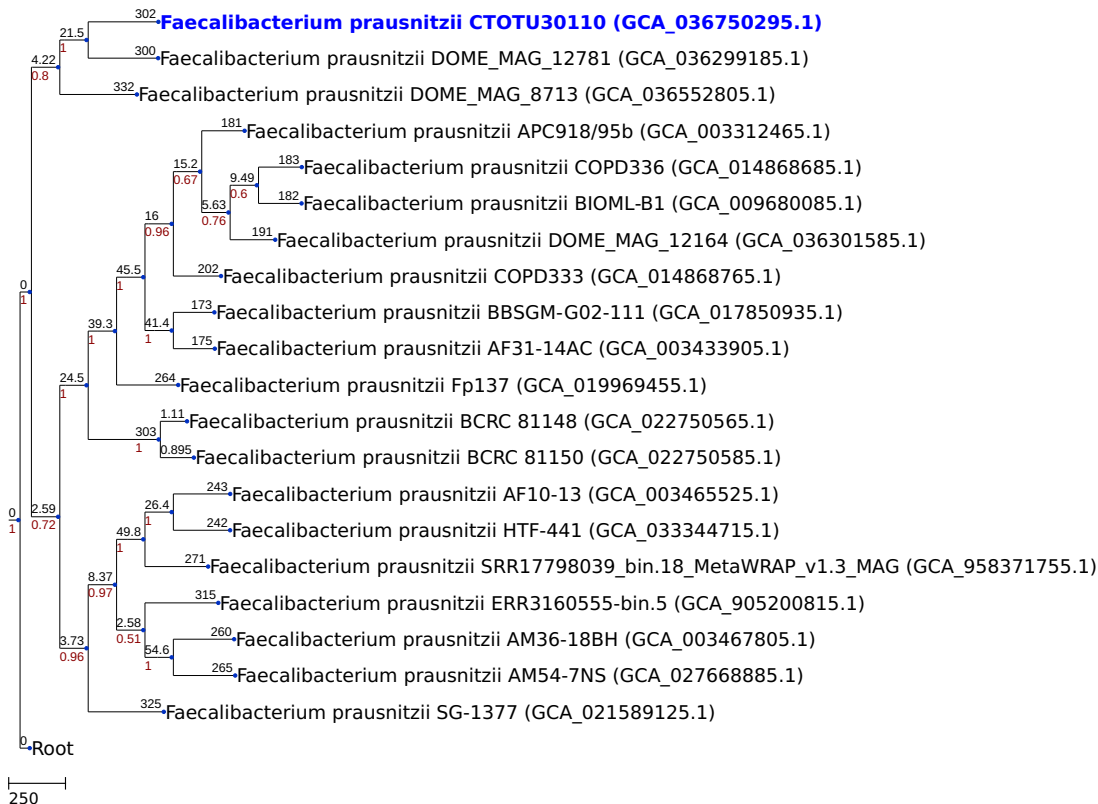 302
Faecalibacterium prausnitzii CTOTU30110 (GCA_036750295.1)
21.5
1
300
Faecalibacterium prausnitzii DOME_MAG_12781 (GCA_036299185.1)
4.22
0.8
332
Faecalibacterium prausnitzii DOME_MAG_8713 (GCA_036552805.1)
181
Faecalibacterium prausnitzii APC918/95b (GCA_003312465.1)
15.2
0.67
183
Faecalibacterium prausnitzii COPD336 (GCA_014868685.1)
9.49
0.6
182
Faecalibacterium prausnitzii BIOML-B1 (GCA_009680085.1)
5.63
0.76
16
0.96
191
Faecalibacterium prausnitzii DOME_MAG_12164 (GCA_036301585.1)
45.5
1
202
Faecalibacterium prausnitzii COPD333 (GCA_014868765.1)
0
1
173
Faecalibacterium prausnitzii BBSGM-G02-111 (GCA_017850935.1)
39.3
1
41.4
1
175
Faecalibacterium prausnitzii AF31-14AC (GCA_003433905.1)
24.5
1
264
Faecalibacterium prausnitzii Fp137 (GCA_019969455.1)
1.11
Faecalibacterium prausnitzii BCRC 81148 (GCA_022750565.1)
303
1
0.895
Faecalibacterium prausnitzii BCRC 81150 (GCA_022750585.1)
243
Faecalibacterium prausnitzii AF10-13 (GCA_003465525.1)
26.4
1
0
1
2.59
0.72
242
Faecalibacterium prausnitzii HTF-441 (GCA_033344715.1)
49.8
1
271
Faecalibacterium prausnitzii SRR17798039_bin.18_MetaWRAP_v1.3_MAG (GCA_958371755.1)
8.37
0.97
315
Faecalibacterium prausnitzii ERR3160555-bin.5 (GCA_905200815.1)
2.58
0.51
260
Faecalibacterium prausnitzii AM36-18BH (GCA_003467805.1)
3.73
0.96
54.6
1
265
Faecalibacterium prausnitzii AM54-7NS (GCA_027668885.1)
325
Faecalibacterium prausnitzii SG-1377 (GCA_021589125.1)
0
Root
250